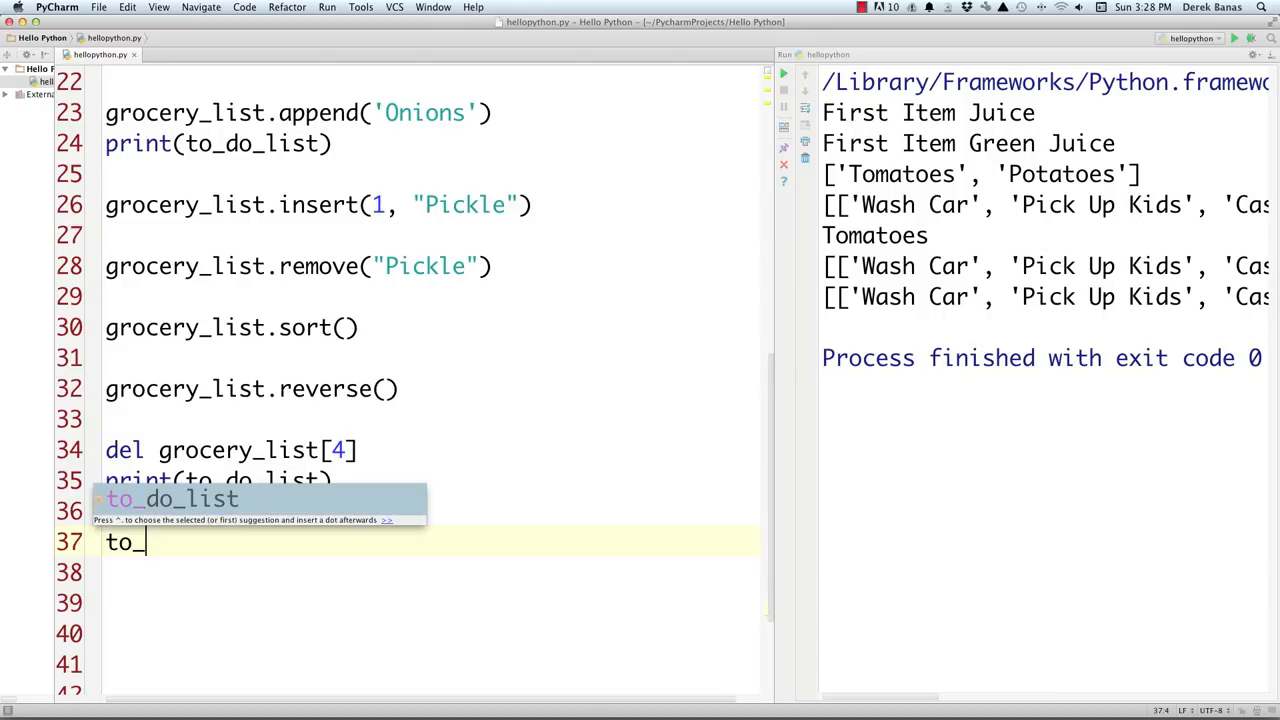 PyCharm File Edit View Navigate Code Refactor Run Tools VCS Window Help 10 Sun 3:28 PM Derek Banas
hellopython.py - Hello Python - [~/PycharmProjects/Hello Python]
Hello Python hellopython.py hellopython
hellopython.py Run hellopython
Hello P
hell
Externa
22
23 grocery_list.append('Onions')
24 print(to_do_list)
25
26 grocery_list.insert(1, "Pickle")
27
28 grocery_list.remove("Pickle")
29
30 grocery_list.sort()
31
32 grocery_list.reverse()
33
34 del grocery_list[4]
35 print(to_do_list)
to_do_list
36
Press ^. to choose the selected (or first) suggestion and insert a dot afterwards >>
37 to_
38
39
40
41
42
/Library/Frameworks/Python.framewo
First Item Juice
First Item Green Juice
['Tomatoes', 'Potatoes']
[['Wash Car', 'Pick Up Kids', 'Cas
Tomatoes
[['Wash Car', 'Pick Up Kids', 'Cas
[['Wash Car', 'Pick Up Kids', 'Cas
Process finished with exit code 0
37:4 LF UTF-8